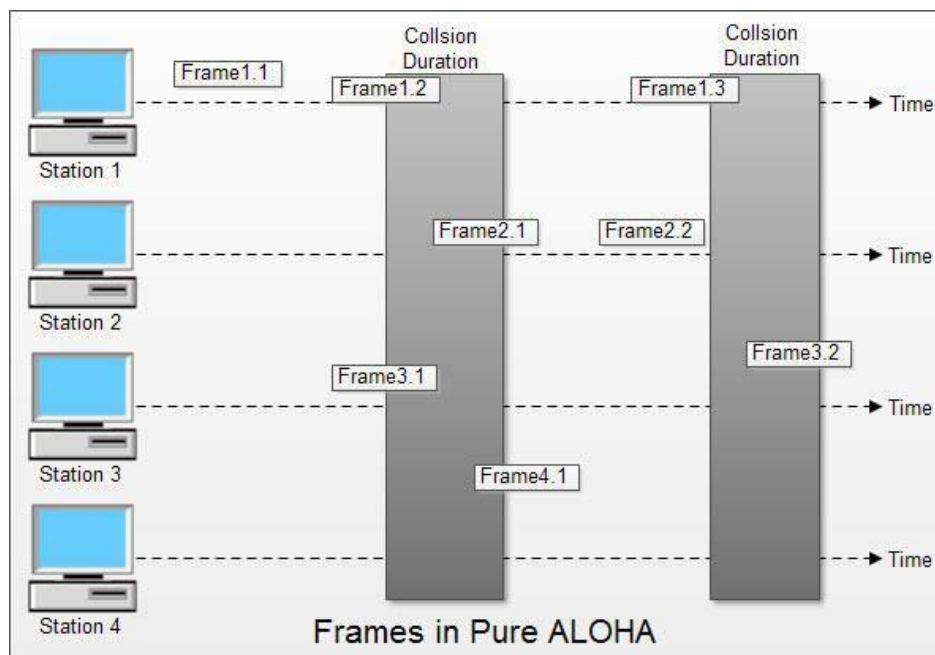 Collsion
Duration
Collsion
Duration
Frame1.1
Frame1.2
Frame1.3
Time
Station 1
Frame2.1
Frame2.2
Time
Station 2
Frame3.2
Frame3.1
Time
Station 3
Frame4.1
Time
Station 4
Frames in Pure ALOHA